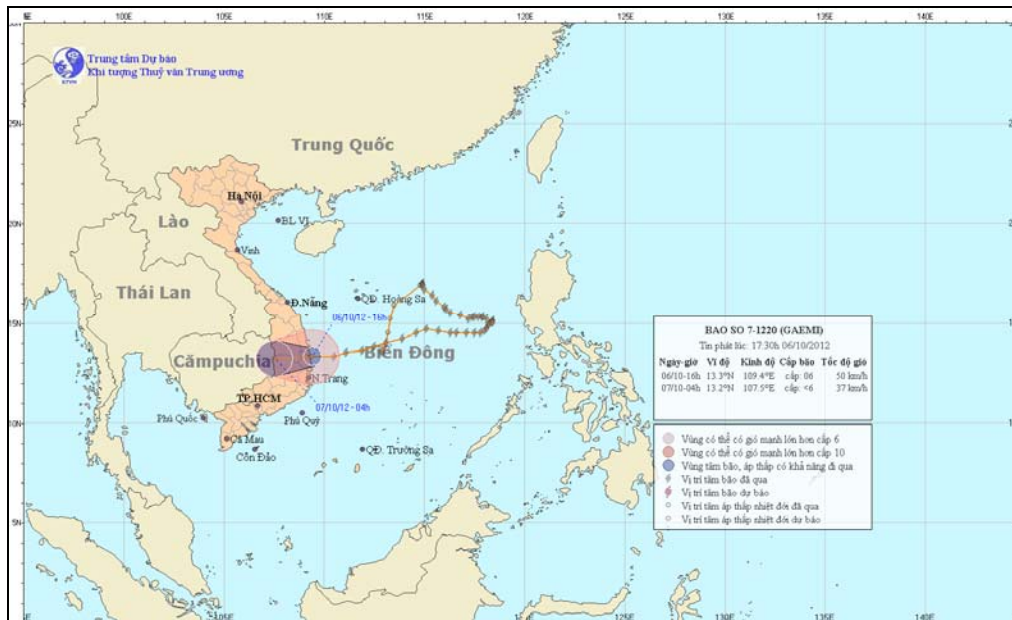 95E 100E 105E 110E 115E 120E 125E 130E 135E 140E
Trung tâm Dự báo
Khí tượng Thuỷ văn Trung ương
KTVN
25N
Trung Quốc
Hà Nội
20N
BL VĨ
Lào
Vinh
Thái Lan
Đ.Nẵng
QĐ. Hoàng Sa
06/10/12 - 16h
15N
Biển Đông
Cămpuchia
N.Trang
TP.HCM
07/10/12 - 04h
Phú Quốc
Phú Quý
10N
Cà Mau
Côn Đảo
QĐ. Trường Sa
5N
BAO SO 7-1220 (GAEMI)
Tin phát lúc: 17:30h 06/10/2012
Ngày-giờ Vĩ độ Kinh độ Cấp bão Tốc độ gió
06/10-16h 13.3°N 109.4°E cấp: 06 50 km/h
07/10-04h 13.2°N 107.5°E cấp: <6 37 km/h
Vùng có thể có gió mạnh lớn hơn cấp 6
Vùng có thể có gió mạnh lớn hơn cấp 10
Vùng tâm bão, áp thấp có khả năng đi qua
Vị trí tâm bão đã qua
Vị trí tâm bão dự báo
Vị trí tâm áp thấp nhiệt đới đã qua
Vị trí tâm áp thấp nhiệt đới dự báo